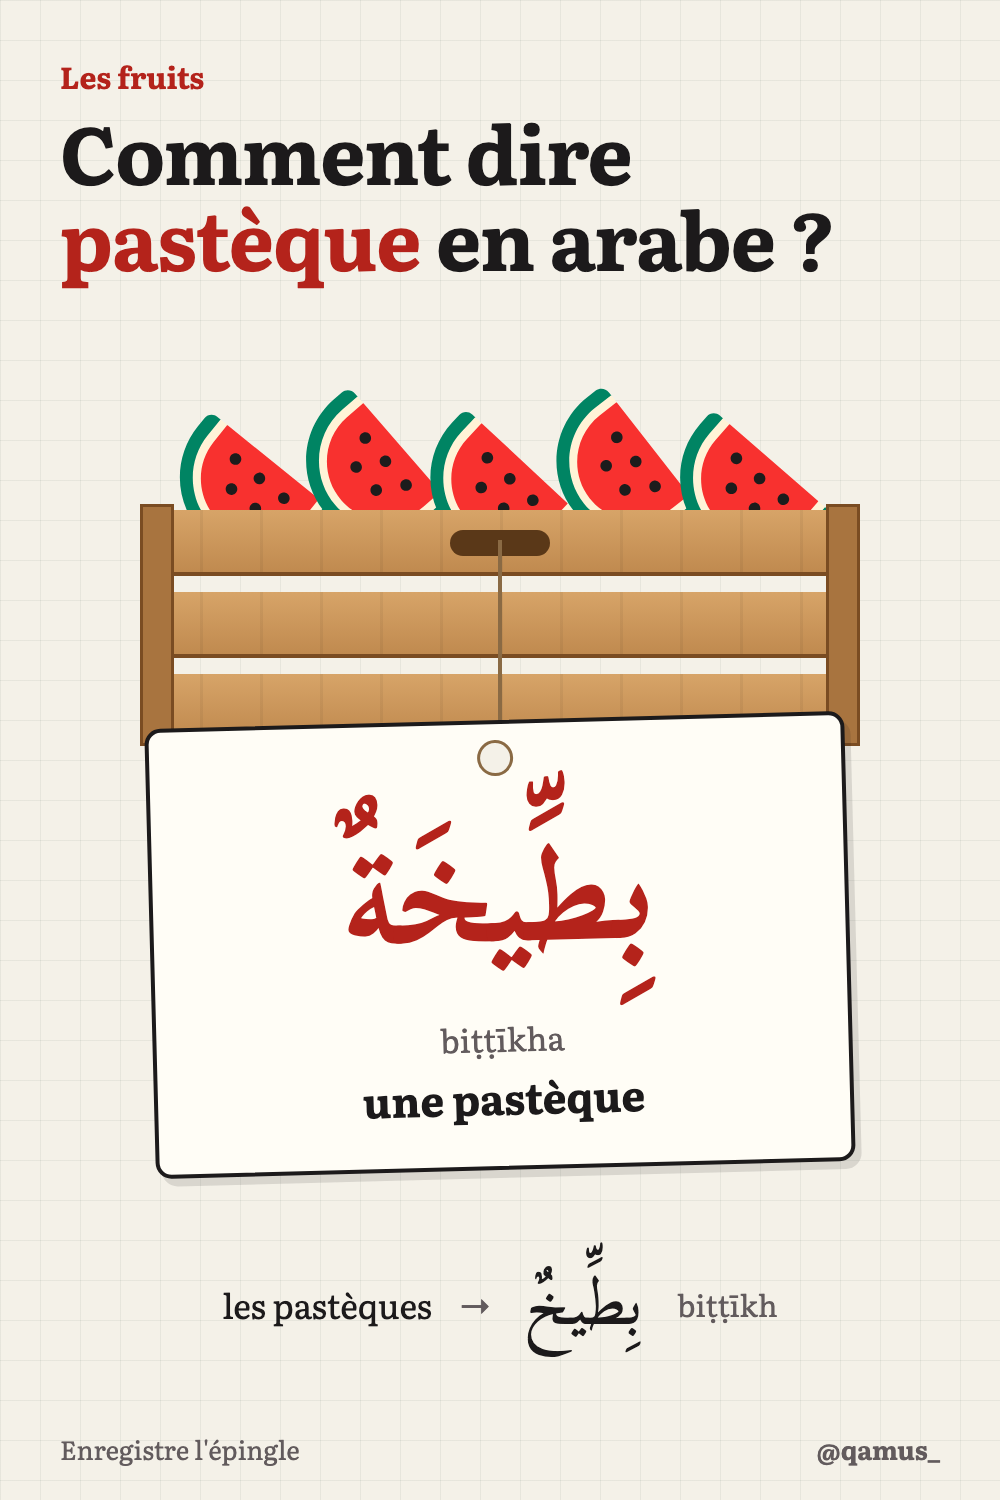 Les fruits
Comment dire
pastèque en arabe ?
بِطِّيخَةٌ
biṭṭīkha
une pastèque
les pastèques → بِطِّيخٌ biṭṭīkh
Enregistre l'épingle @qamus_